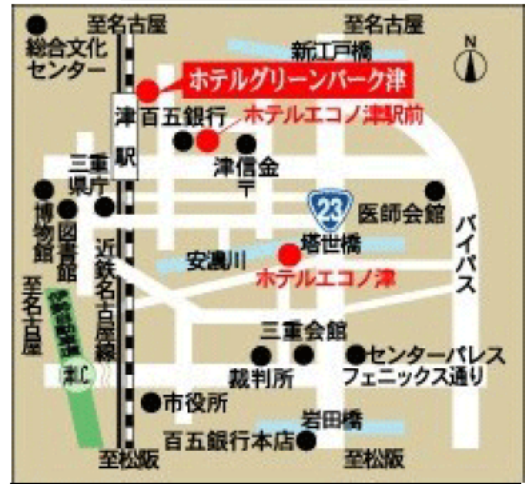 至名古屋
至名古屋
総合文化
センター
新江戸橋
N
ホテルグリーンパーク津
津駅
百五銀行
ホテルエコノ津駅前
津信金
〒
三重
県庁
23
医師会館
博物館
図書館
近鉄名古屋線
安濃川
塔世橋
バイパス
ホテルエコノ津
至名古屋
三重会館
津I.C
裁判所
センターパレス
フェニックス通り
市役所
岩田橋
百五銀行本店
至松阪
至松阪